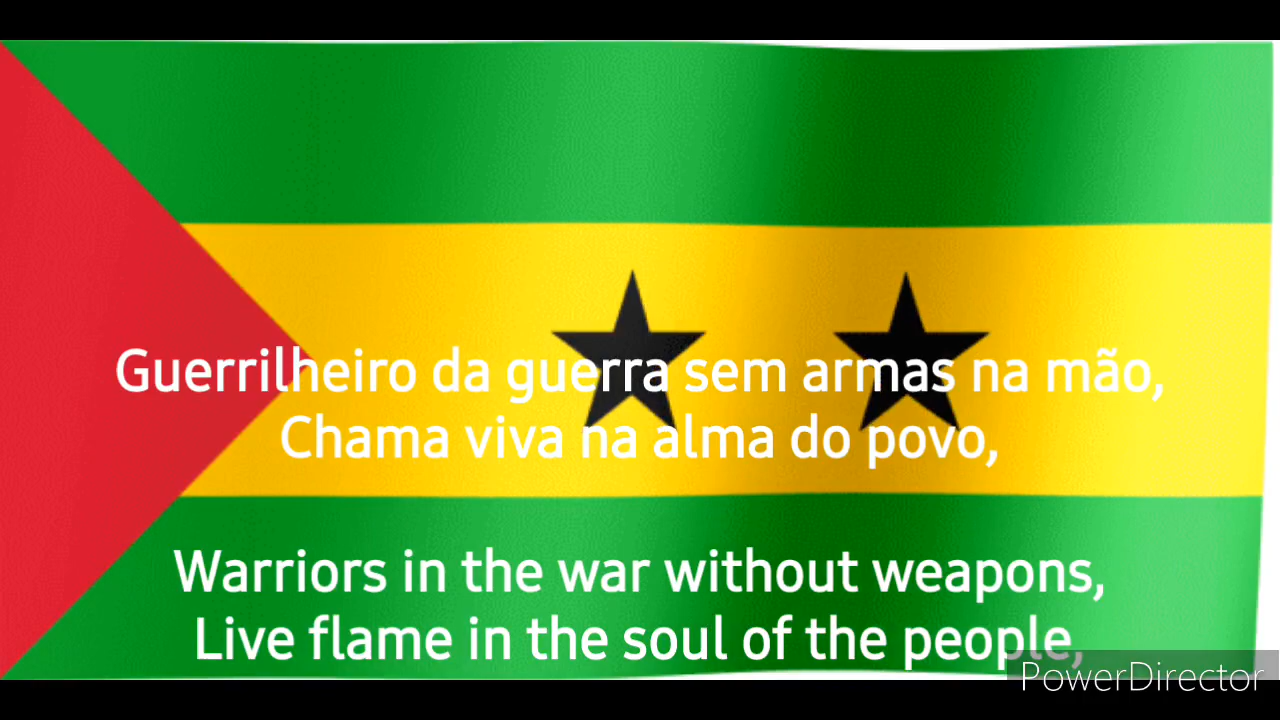 Guerrilheiro da guerra sem armas na mão,
Chama viva na alma do povo,
Warriors in the war without weapons,
Live flame in the soul of the people,
PowerDirector